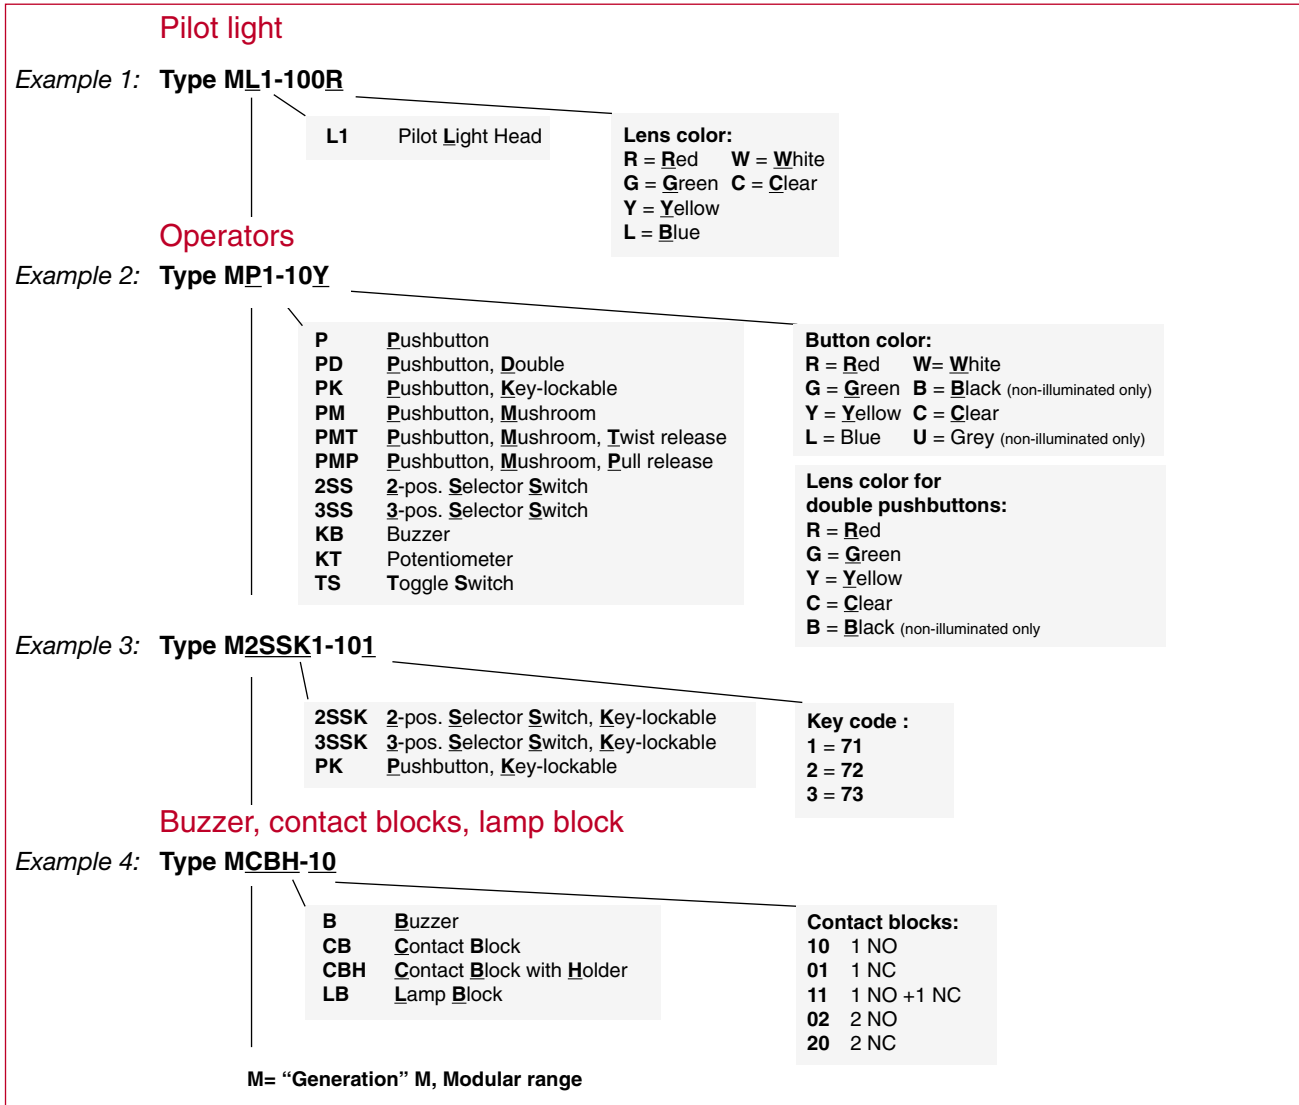 Pilot light
Example 1: Type ML1-100R
L1 Pilot Light Head
Lens color:
R = Red W = White
G = Green C = Clear
Y = Yellow
L = Blue
Operators
Example 2: Type MP1-10Y
P Pushbutton
PD Pushbutton, Double
PK Pushbutton, Key-lockable
PM Pushbutton, Mushroom
PMT Pushbutton, Mushroom, Twist release
PMP Pushbutton, Mushroom, Pull release
2SS 2-pos. Selector Switch
3SS 3-pos. Selector Switch
KB Buzzer
KT Potentiometer
TS Toggle Switch
Button color:
R = Red W= White
G = Green B = Black (non-illuminated only)
Y = Yellow C = Clear
L = Blue U = Grey (non-illuminated only)
Lens color for
double pushbuttons:
R = Red
G = Green
Y = Yellow
C = Clear
B = Black (non-illuminated only
Example 3: Type M2SSK1-101
2SSK 2-pos. Selector Switch, Key-lockable
3SSK 3-pos. Selector Switch, Key-lockable
PK Pushbutton, Key-lockable
Key code :
1 = 71
2 = 72
3 = 73
Buzzer, contact blocks, lamp block
Example 4: Type MCBH-10
B Buzzer
CB Contact Block
CBH Contact Block with Holder
LB Lamp Block
Contact blocks:
10 1 NO
01 1 NC
11 1 NO +1 NC
02 2 NO
20 2 NC
M= “Generation” M, Modular range